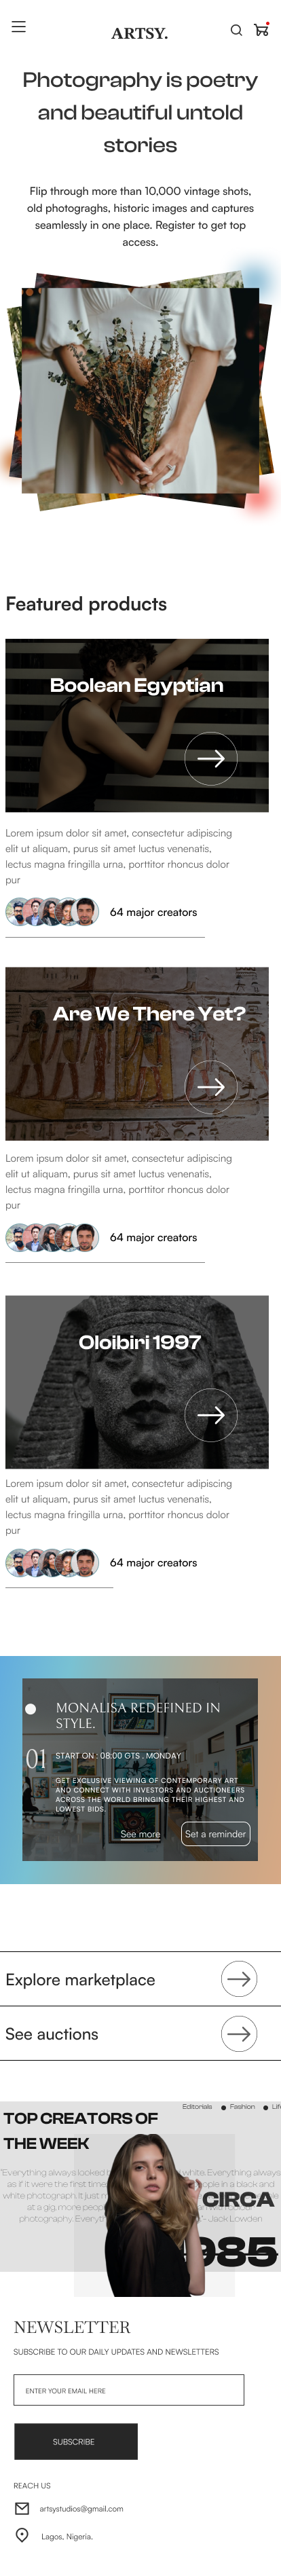 ARTSY.
Photography is poetry
and beautiful untold
stories
Flip through more than 10,000 vintage shots,
old photograghs, historic images and captures
seamlessly in one place. Register to get top
access.
Featured products
Boolean Egyptian
Lorem ipsum dolor sit amet, consectetur adipiscing
elit ut aliquam, purus sit amet luctus venenatis,
lectus magna fringilla urna, porttitor rhoncus dolor
pur
64 major creators
Are We There Yet?
Lorem ipsum dolor sit amet, consectetur adipiscing
elit ut aliquam, purus sit amet luctus venenatis,
lectus magna fringilla urna, porttitor rhoncus dolor
pur
64 major creators
Oloibiri 1997
Lorem ipsum dolor sit amet, consectetur adipiscing
elit ut aliquam, purus sit amet luctus venenatis,
lectus magna fringilla urna, porttitor rhoncus dolor
pur
64 major creators
MONALISA REDEFINED IN
STYLE.
01
START ON : 08:00 GTS . MONDAY
GET EXCLUSIVE VIEWING OF CONTEMPORARY ART
AND CONNECT WITH INVESTORS AND AUCTIONEERS
ACROSS THE WORLD BRINGING THEIR HIGHEST AND
LOWEST BIDS.
See more
Set a reminder
Explore marketplace
See auctions
Editorials Fashion Lif
TOP CREATORS OF
THE WEEK
"Everything always looked white. Everything always
as if it were the first time people in a black and
white photograph. It just
at a gig, more people two
photography. Everyth "- Jack Lowden
CIRCA
985
NEWSLETTER
SUBSCRIBE TO OUR DAILY UPDATES AND NEWSLETTERS
ENTER YOUR EMAIL HERE
SUBSCRIBE
REACH US
artsystudios@gmail.com
Lagos, Nigeria.